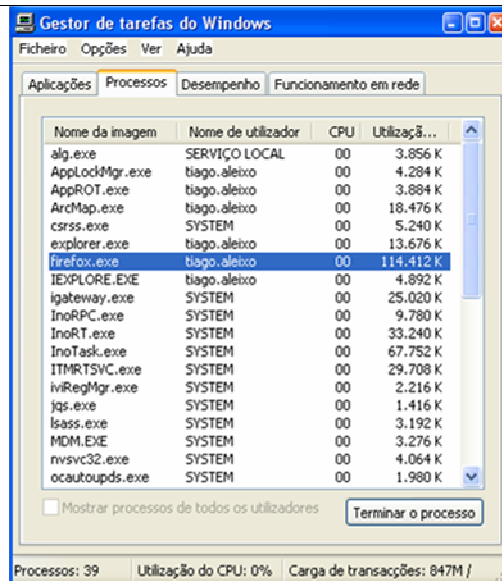 Gestor de tarefas do Windows
Ficheiro Opções Ver Ajuda
Aplicações Processos Desempenho Funcionamento em rede
Nome da imagem Nome de utilizador CPU Utilizaçã...
alg.exe SERVIÇO LOCAL 00 3.856 K
AppLockMgr.exe tiago.aleixo 00 4.284 K
AppROT.exe tiago.aleixo 00 3.884 K
ArcMap.exe tiago.aleixo 00 18.476 K
csrss.exe SYSTEM 00 5.240 K
explorer.exe tiago.aleixo 00 13.676 K
firefox.exe tiago.aleixo 00 114.412 K
IEXPLORE.EXE tiago.aleixo 00 4.892 K
igateway.exe SYSTEM 00 25.020 K
InoRPC.exe SYSTEM 00 9.780 K
InoRT.exe SYSTEM 00 33.240 K
InoTask.exe SYSTEM 00 67.752 K
ITMRTSVC.exe SYSTEM 00 29.708 K
iviRegMgr.exe SYSTEM 00 2.216 K
jqs.exe SYSTEM 00 1.416 K
lsass.exe SYSTEM 00 3.192 K
MDM.EXE SYSTEM 00 3.276 K
nvsvc32.exe SYSTEM 00 4.064 K
ocautoupds.exe SYSTEM 00 1.980 K
Mostrar processos de todos os utilizadores Terminar o processo
Processos: 39 Utilização do CPU: 0% Carga de transacções: 847M /